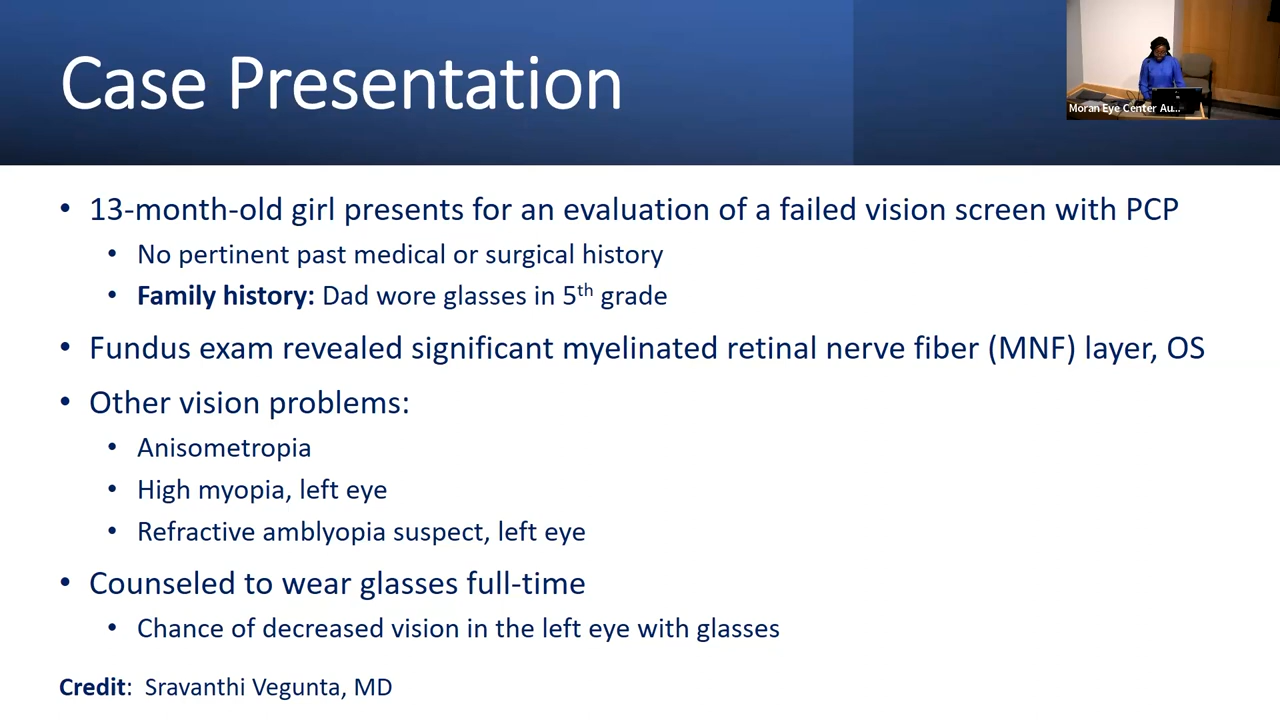 Case Presentation
Moran Eye Center Au...
• 13-month-old girl presents for an evaluation of a failed vision screen with PCP
• No pertinent past medical or surgical history
• Family history: Dad wore glasses in 5th grade
• Fundus exam revealed significant myelinated retinal nerve fiber (MNF) layer, OS
• Other vision problems:
• Anisometropia
• High myopia, left eye
• Refractive amblyopia suspect, left eye
• Counseled to wear glasses full-time
• Chance of decreased vision in the left eye with glasses
Credit: Sravanthi Vegunta, MD